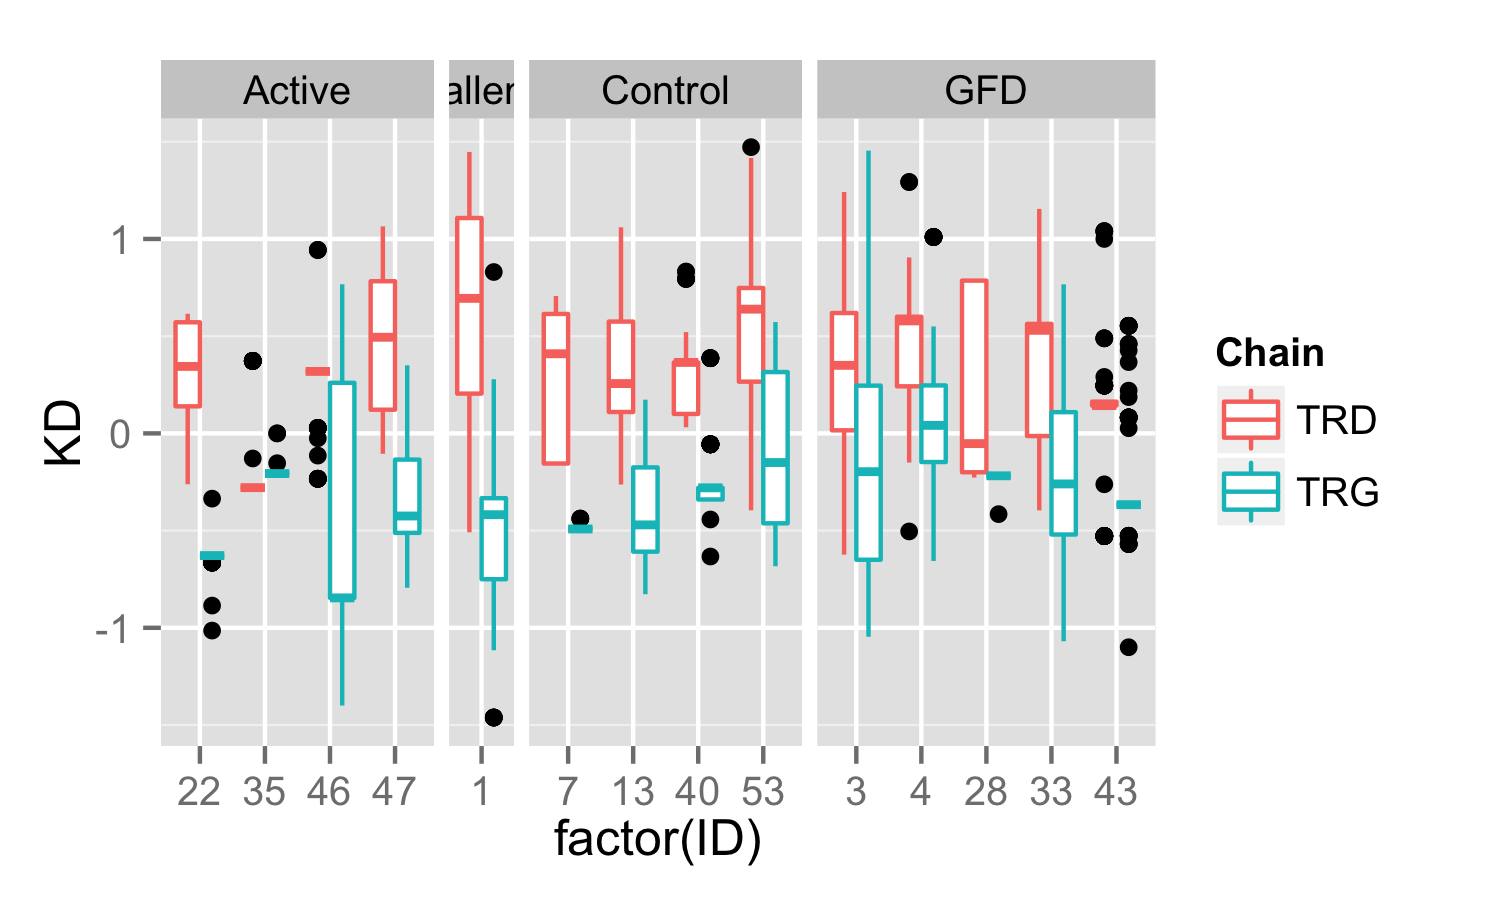 Active
aller
Control
GFD
1
0
-1
KD
22 35 46 47
1
7 13 40 53
3 4 28 33 43
factor(ID)
Chain
TRD
TRG